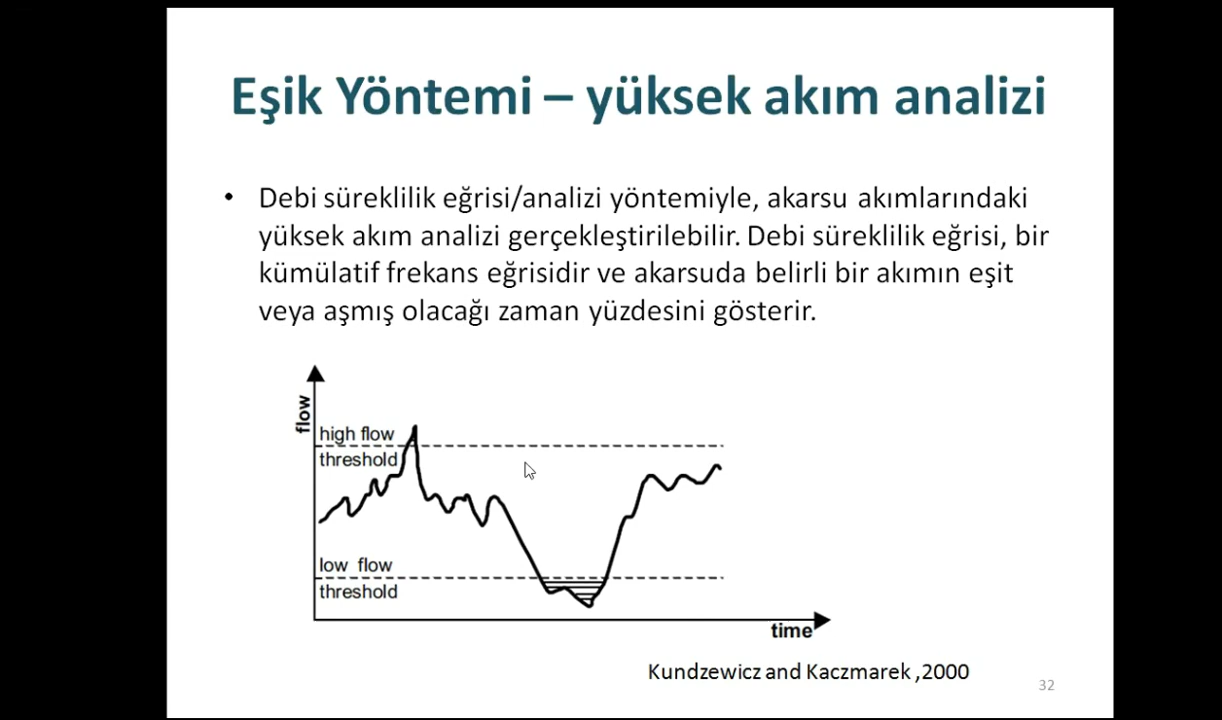 Eşik Yöntemi – yüksek akım analizi
• Debi süreklilik eğrisi/analizi yöntemiyle, akarsu akımlarındaki
yüksek akım analizi gerçekleştirilebilir. Debi süreklilik eğrisi, bir
kümülatif frekans eğrisidir ve akarsuda belirli bir akımın eşit
veya aşmış olacağı zaman yüzdesini gösterir.
flow
high flow
threshold
low flow
threshold
time
Kundzewicz and Kaczmarek ,2000
32